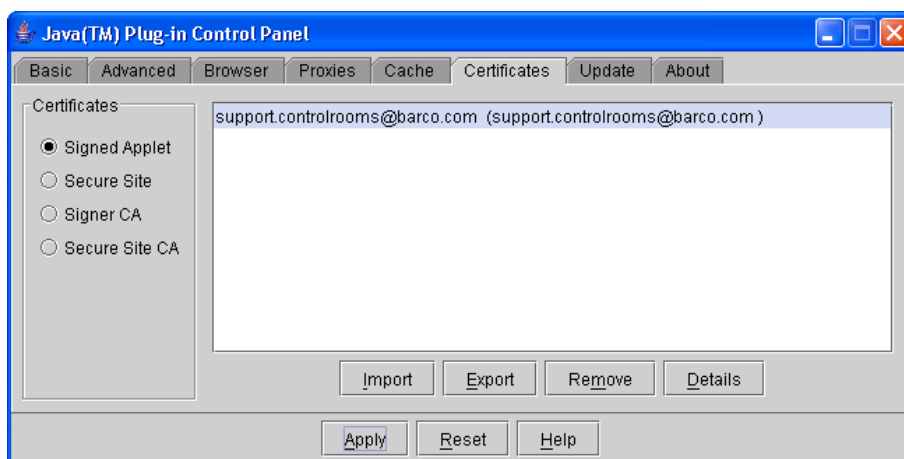 Java(TM) Plug-in Control Panel
Basic Advanced Browser Proxies Cache Certificates Update About
Certificates
Signed Applet
Secure Site
Signer CA
Secure Site CA
support.controlrooms@barco.com (support.controlrooms@barco.com )
Import Export Remove Details
Apply Reset Help